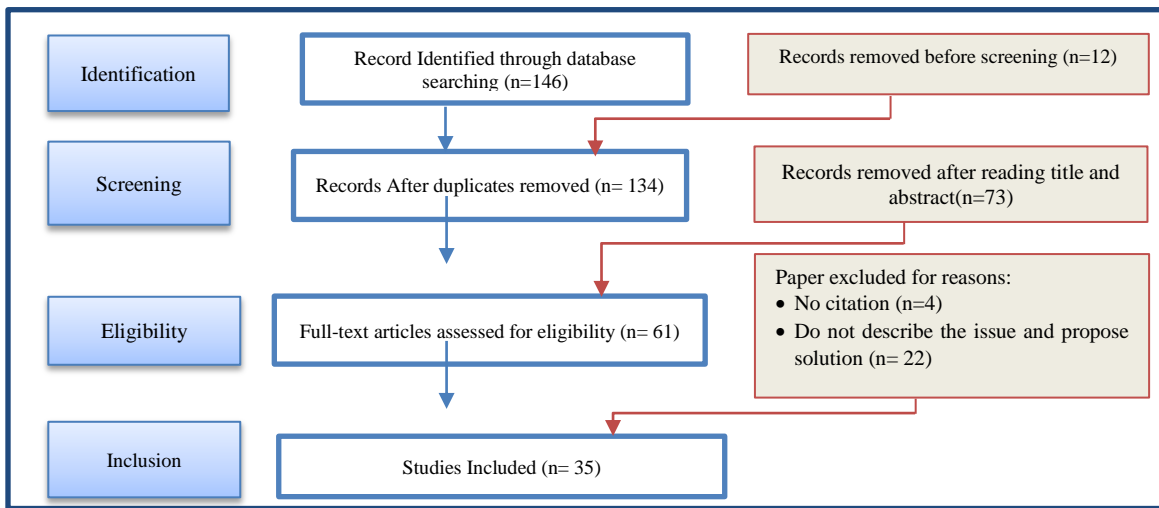 Identification
Record Identified through database
searching (n=146)
Records removed before screening (n=12)
Screening
Records After duplicates removed (n= 134)
Records removed after reading title and
abstract(n=73)
Eligibility
Full-text articles assessed for eligibility (n= 61)
Paper excluded for reasons:
• No citation (n=4)
• Do not describe the issue and propose
solution (n= 22)
Inclusion
Studies Included (n= 35)